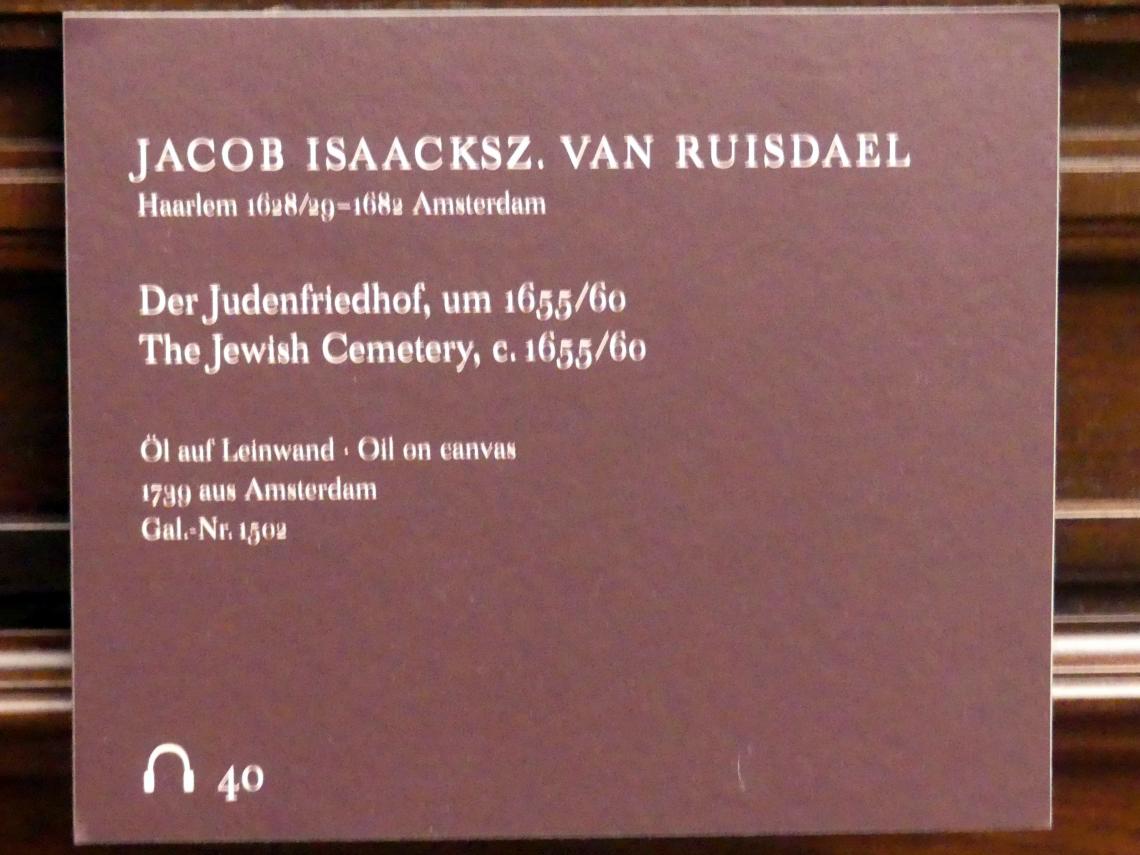 JACOB ISAACKSZ. VAN RUISDAEL
Haarlem 1628/29–1682 Amsterdam
Der Judenfriedhof, um 1655/60
The Jewish Cemetery, c. 1655/60
Öl auf Leinwand · Oil on canvas
1739 aus Amsterdam
Gal.-Nr. 1502
40